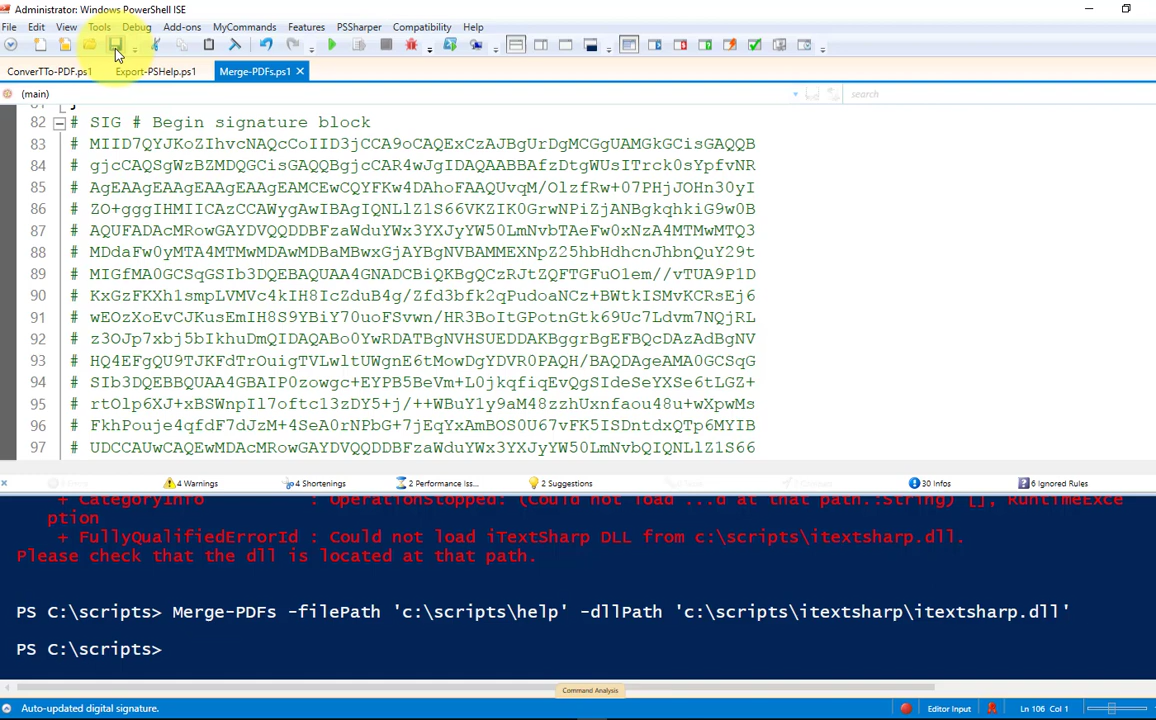 Administrator: Windows PowerShell ISE
File Edit View Tools Debug Add-ons MyCommands Features PSSharper Compatibility Help
ConverTTo-PDF.ps1 Export-PSHelp.ps1 Merge-PDFs.ps1
(main) search
82 # SIG # Begin signature block
83 # MIID7QYJKoZIhvcNAQcCoIID3jCCA9oCAQExCzAJBgUrDgMCGgUAMGkGCisGAQQB
84 # gjcCAQSgWzBZMDQGCisGAQQBgjcCAR4wJgIDAQAABBAfzDtgWUsITrck0sYpfvNR
85 # AgEAAgEAAgEAAgEAAgEAMCEwCQYFKw4DAhoFAAQUvqM/OlzfRw+07PHjJOHn30yI
86 # ZO+gggIHMIICAzCCAWygAwIBAgIQNLlZ1S66VKZIK0GrwNPiZjANBgkqhkiG9w0B
87 # AQUFADAcMRowGAYDVQQDDBFzaWduYWx3YXJyYW50LmNvbTAeFw0xNzA4MTMwMTQ3
88 # MDdaFw0yMTA4MTMwMDAwMDBaMBwxGjAYBgNVBAMMEXNpZ25hbHdhcnJhbnQuY29t
89 # MIGfMA0GCSqGSIb3DQEBAQUAA4GNADCBiQKBgQCzRJtZQFTGFuO1em//vTUA9P1D
90 # KxGzFKXh1smpLVMVc4kIH8IcZduB4g/Zfd3bfk2qPudoaNCz+BWtkISMvKCRsEj6
91 # wEOzXoEvCJKusEmIH8S9YBiY70uoFSvwn/HR3BoItGPotnGtk69Uc7Ldvm7NQjRL
92 # z3OJp7xbj5bIkhuDmQIDAQABo0YwRDATBgNVHSUEDDAKBggrBgEFBQcDAzAdBgNV
93 # HQ4EFgQU9TJKFdTrOuigTVLwltUWgnE6tMowDgYDVR0PAQH/BAQDAgeAMA0GCSqG
94 # SIb3DQEBBQUAA4GBAIP0zowgc+EYPB5BeVm+L0jkqfiqEvQgSIdeSeYXSe6tLGZ+
95 # rtOlp6XJ+xBSWnpIl7oftc13zDY5+j/++WBuY1y9aM48zzhUxnfaou48u+wXpwMs
96 # FkhPouje4qfdF7dJzM+4SeA0rNPbG+7jEqYxAmBOS0U67vFK5ISDntdxQTp6MYIB
97 # UDCCAUwCAQEwMDAcMRowGAYDVQQDDBFzaWduYWx3YXJyYW50LmNvbQIQNLlZ1S66
4 Warnings 4 Shortenings 2 Performance Iss... 2 Suggestions 30 Infos 6 Ignored Rules
+ CategoryInfo : OperationStopped: (Could not load ...d at that path.:String) [], RuntimeExce
ption
+ FullyQualifiedErrorId : Could not load iTextSharp DLL from c:\scripts\itextsharp.dll.
Please check that the dll is located at that path.
PS C:\scripts> Merge-PDFs -filePath 'c:\scripts\help' -dllPath 'c:\scripts\itextsharp\itextsharp.dll'
PS C:\scripts>
Command Analysis
Auto-updated digital signature. Editor Input Ln 106 Col 1